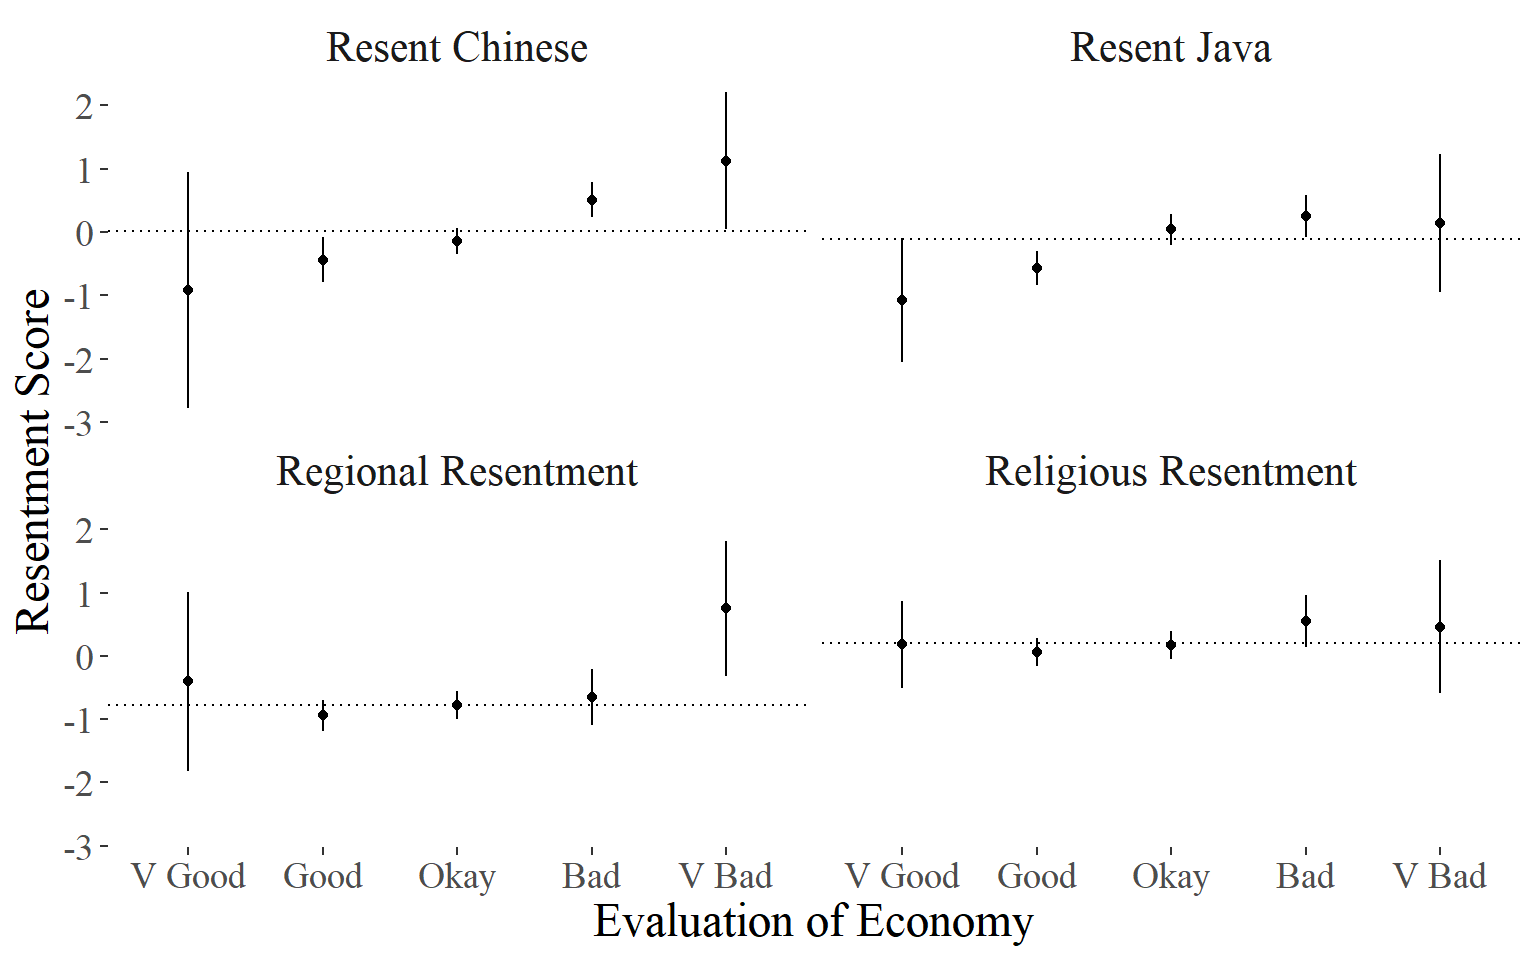 Resent Chinese
Resent Java
2
1
0
-1
-2
-3
Regional Resentment
Religious Resentment
2
1
0
-1
-2
-3
V Good Good Okay Bad V Bad
V Good Good Okay Bad V Bad
Evaluation of Economy
Resentment Score